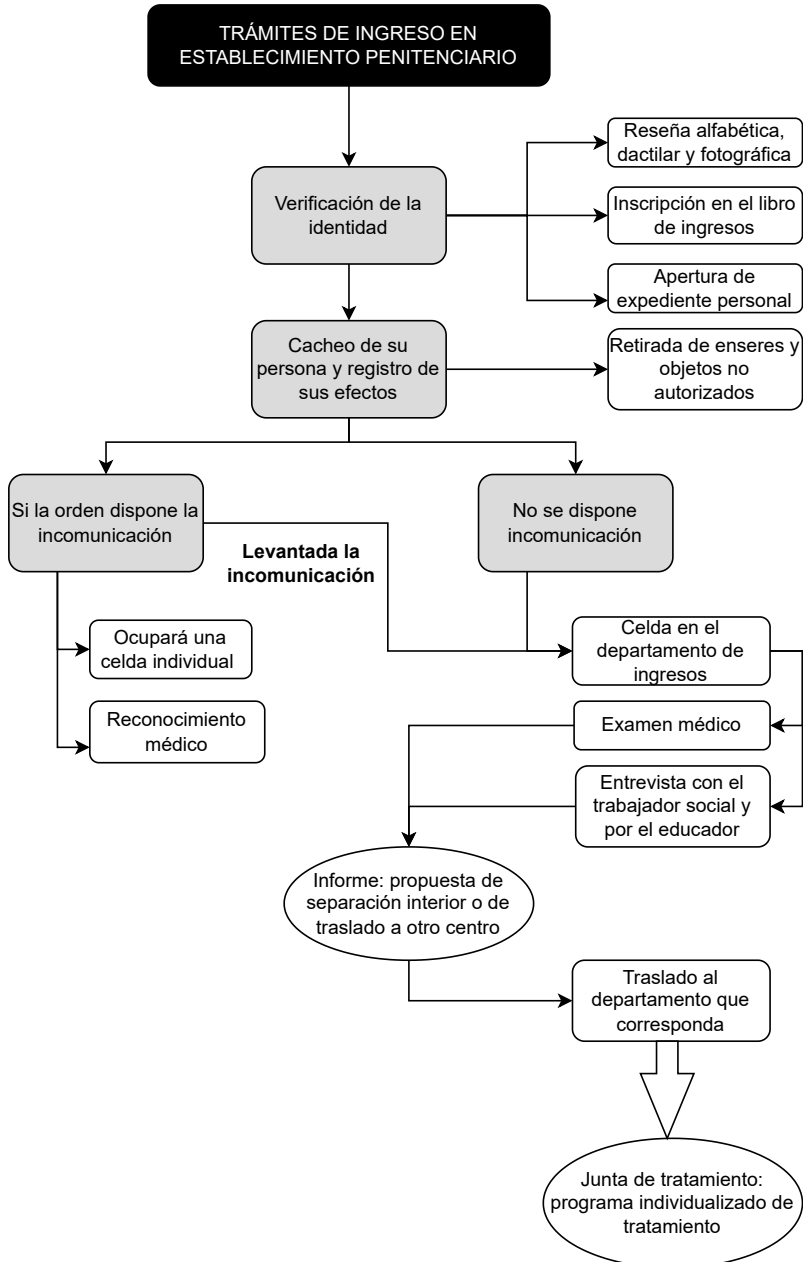 TRÁMITES DE INGRESO EN
ESTABLECIMIENTO PENITENCIARIO
Reseña alfabética,
dactilar y fotográfica
Verificación de la
identidad
Inscripción en el libro
de ingresos
Apertura de
expediente personal
Cacheo de su
persona y registro de
sus efectos
Retirada de enseres y
objetos no
autorizados
Si la orden dispone la
incomunicación
No se dispone
incomunicación
Levantada la
incomunicación
Ocupará una
celda individual
Celda en el
departamento de
ingresos
Reconocimiento
médico
Examen médico
Entrevista con el
trabajador social y
por el educador
Informe: propuesta de
separación interior o de
traslado a otro centro
Traslado al
departamento que
corresponda
Junta de tratamiento:
programa individualizado de
tratamiento